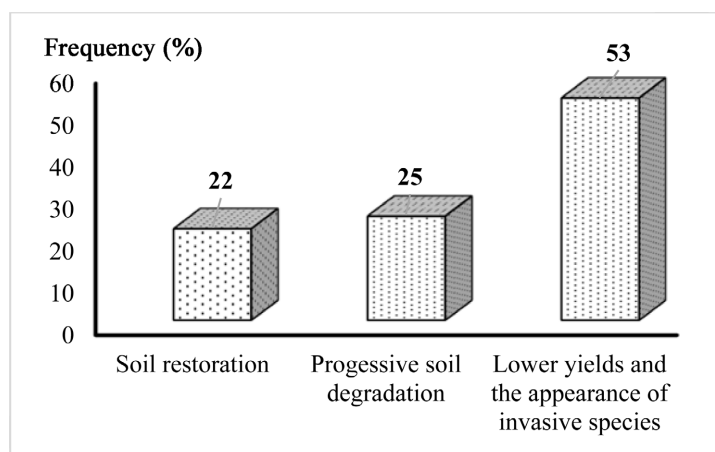 Frequency (%)
60
50
40
30
20
10
0
22
25
53
Soil restoration
Progessive soil
degradation
Lower yields and
the appearance of
invasive species